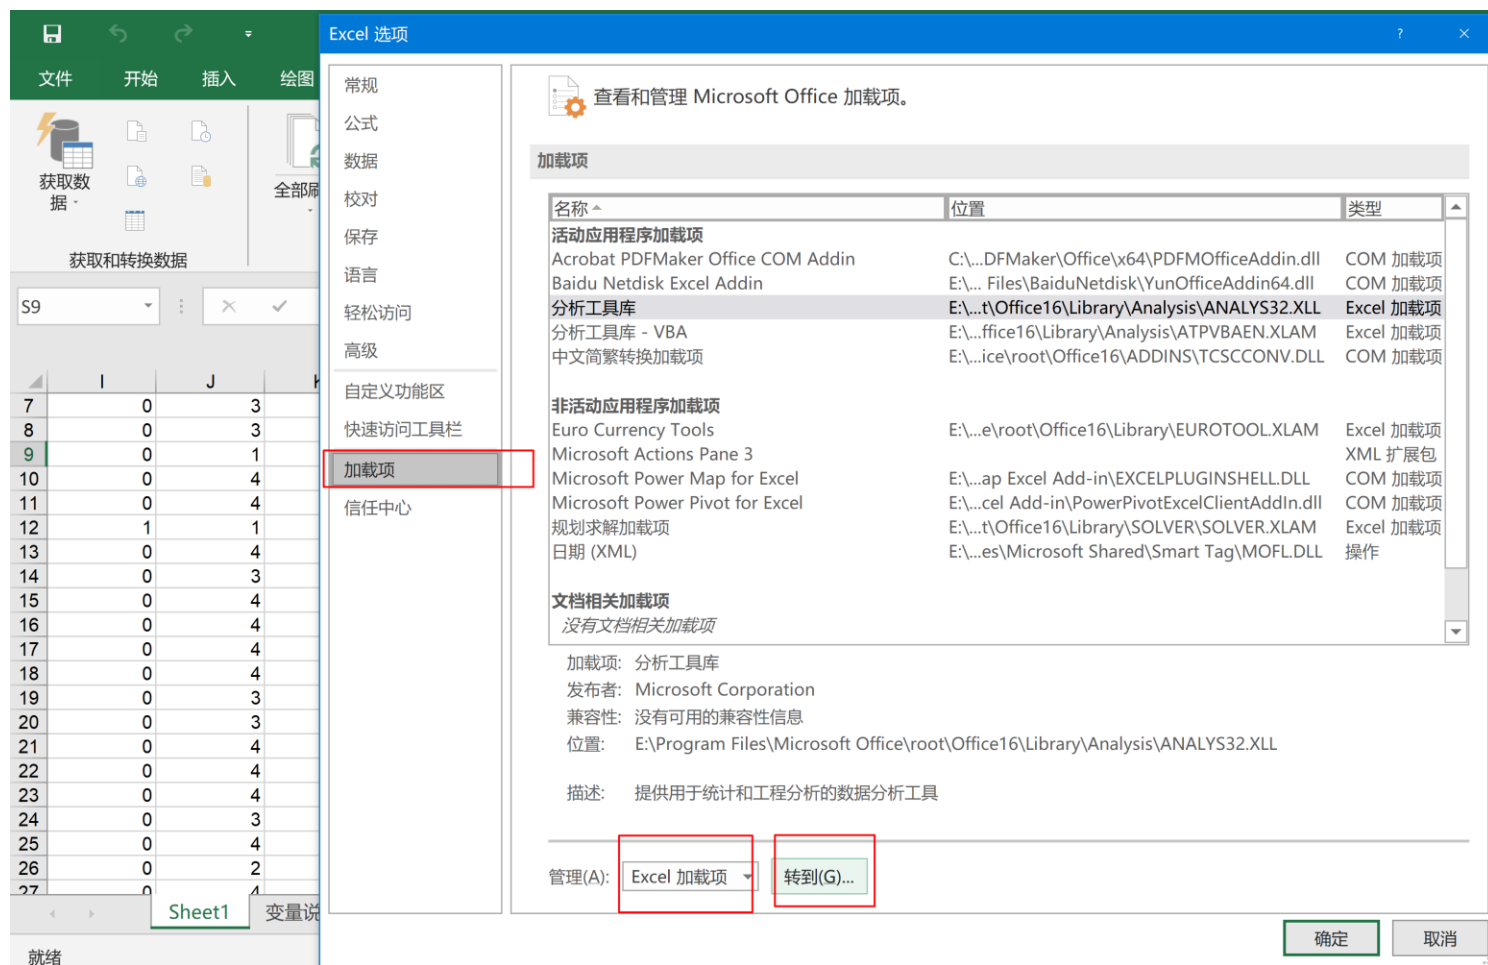 Excel 选项
?
文件 开始 插入 绘图
获取数据
全部刷
获取和转换数据
S9
I J
7 0 3
8 0 3
9 0 1
10 0 4
11 0 4
12 1 1
13 0 4
14 0 3
15 0 4
16 0 4
17 0 4
18 0 4
19 0 3
20 0 3
21 0 4
22 0 4
23 0 4
24 0 3
25 0 4
26 0 2
27 0 4
Sheet1 变量说
就绪
常规
公式
数据
校对
保存
语言
轻松访问
高级
自定义功能区
快速访问工具栏
加载项
信任中心
查看和管理 Microsoft Office 加载项。
加载项
名称 位置 类型
活动应用程序加载项
Acrobat PDFMaker Office COM Addin C:\...DFMaker\Office\x64\PDFMOfficeAddin.dll COM 加载项
Baidu Netdisk Excel Addin E:\... Files\BaiduNetdisk\YunOfficeAddin64.dll COM 加载项
分析工具库 E:\...t\Office16\Library\Analysis\ANALYS32.XLL Excel 加载项
分析工具库 - VBA E:\...ffice16\Library\Analysis\ATPVBAEN.XLAM Excel 加载项
中文简繁转换加载项 E:\...ice\root\Office16\ADDINS\TCSCCONV.DLL COM 加载项
非活动应用程序加载项
Euro Currency Tools E:\...e\root\Office16\Library\EUROTOOL.XLAM Excel 加载项
Microsoft Actions Pane 3 XML 扩展包
Microsoft Power Map for Excel E:\...ap Excel Add-in\EXCELPLUGINSHELL.DLL COM 加载项
Microsoft Power Pivot for Excel E:\...cel Add-in\PowerPivotExcelClientAddIn.dll COM 加载项
规划求解加载项 E:\...t\Office16\Library\SOLVER\SOLVER.XLAM Excel 加载项
日期 (XML) E:\...es\Microsoft Shared\Smart Tag\MOFL.DLL 操作
文档相关加载项
没有文档相关加载项
加载项: 分析工具库
发布者: Microsoft Corporation
兼容性: 没有可用的兼容性信息
位置: E:\Program Files\Microsoft Office\root\Office16\Library\Analysis\ANALYS32.XLL
描述: 提供用于统计和工程分析的数据分析工具
管理(A): Excel 加载项 转到(G)...
确定 取消